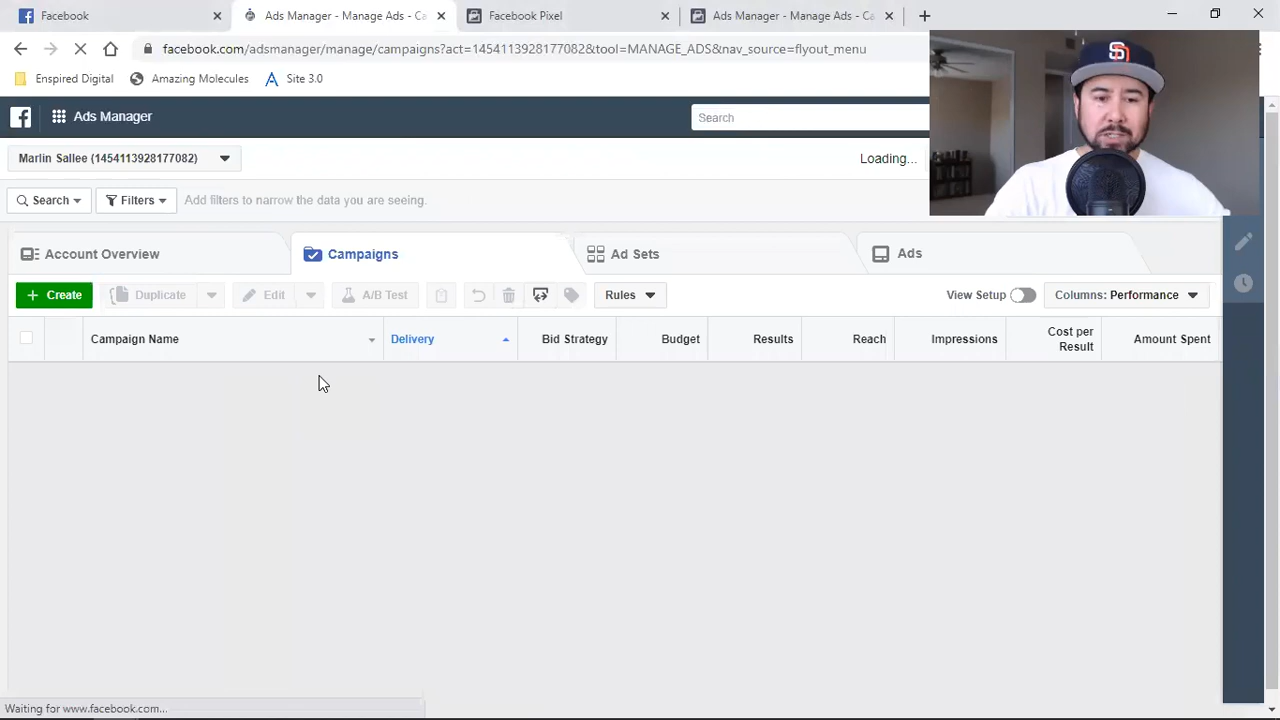 Facebook
Ads Manager - Manage Ads - Ca
Facebook Pixel
Ads Manager - Manage Ads - Ca
facebook.com/adsmanager/manage/campaigns?act=1454113928177082&tool=MANAGE_ADS&nav_source=flyout_menu
Enspired Digital
Amazing Molecules
Site 3.0
Ads Manager
Search
Marlin Sallee (1454113928177082)
Loading...
Search
Filters
Add filters to narrow the data you are seeing.
Account Overview
Campaigns
Ad Sets
Ads
+ Create
Duplicate
Edit
A/B Test
Rules
View Setup
Columns: Performance
Campaign Name
Delivery
Bid Strategy
Budget
Results
Reach
Impressions
Cost per
Result
Amount Spent
Waiting for www.facebook.com...
SD